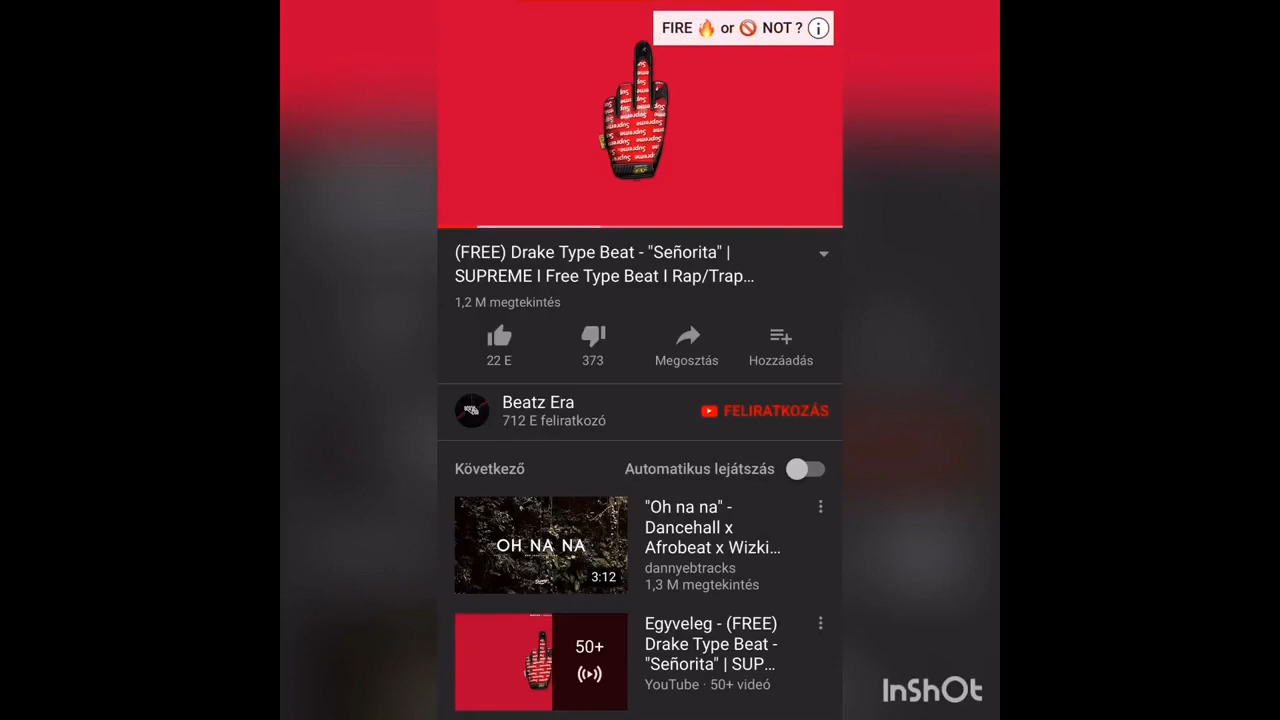 FIRE 🔥 or 🚫 NOT ?
(FREE) Drake Type Beat - "Señorita" |
SUPREME I Free Type Beat I Rap/Trap...
1,2 M megtekintés
22 E
373
Megosztás
Hozzáadás
Beatz Era
712 E feliratkozó
FELIRATKOZÁS
Következő
Automatikus lejátszás
OH NA NA
3:12
"Oh na na" -
Dancehall x
Afrobeat x Wizki...
dannyebtracks
1,3 M megtekintés
50+
Egyveleg - (FREE)
Drake Type Beat -
"Señorita" | SUP...
YouTube · 50+ videó
InShOt